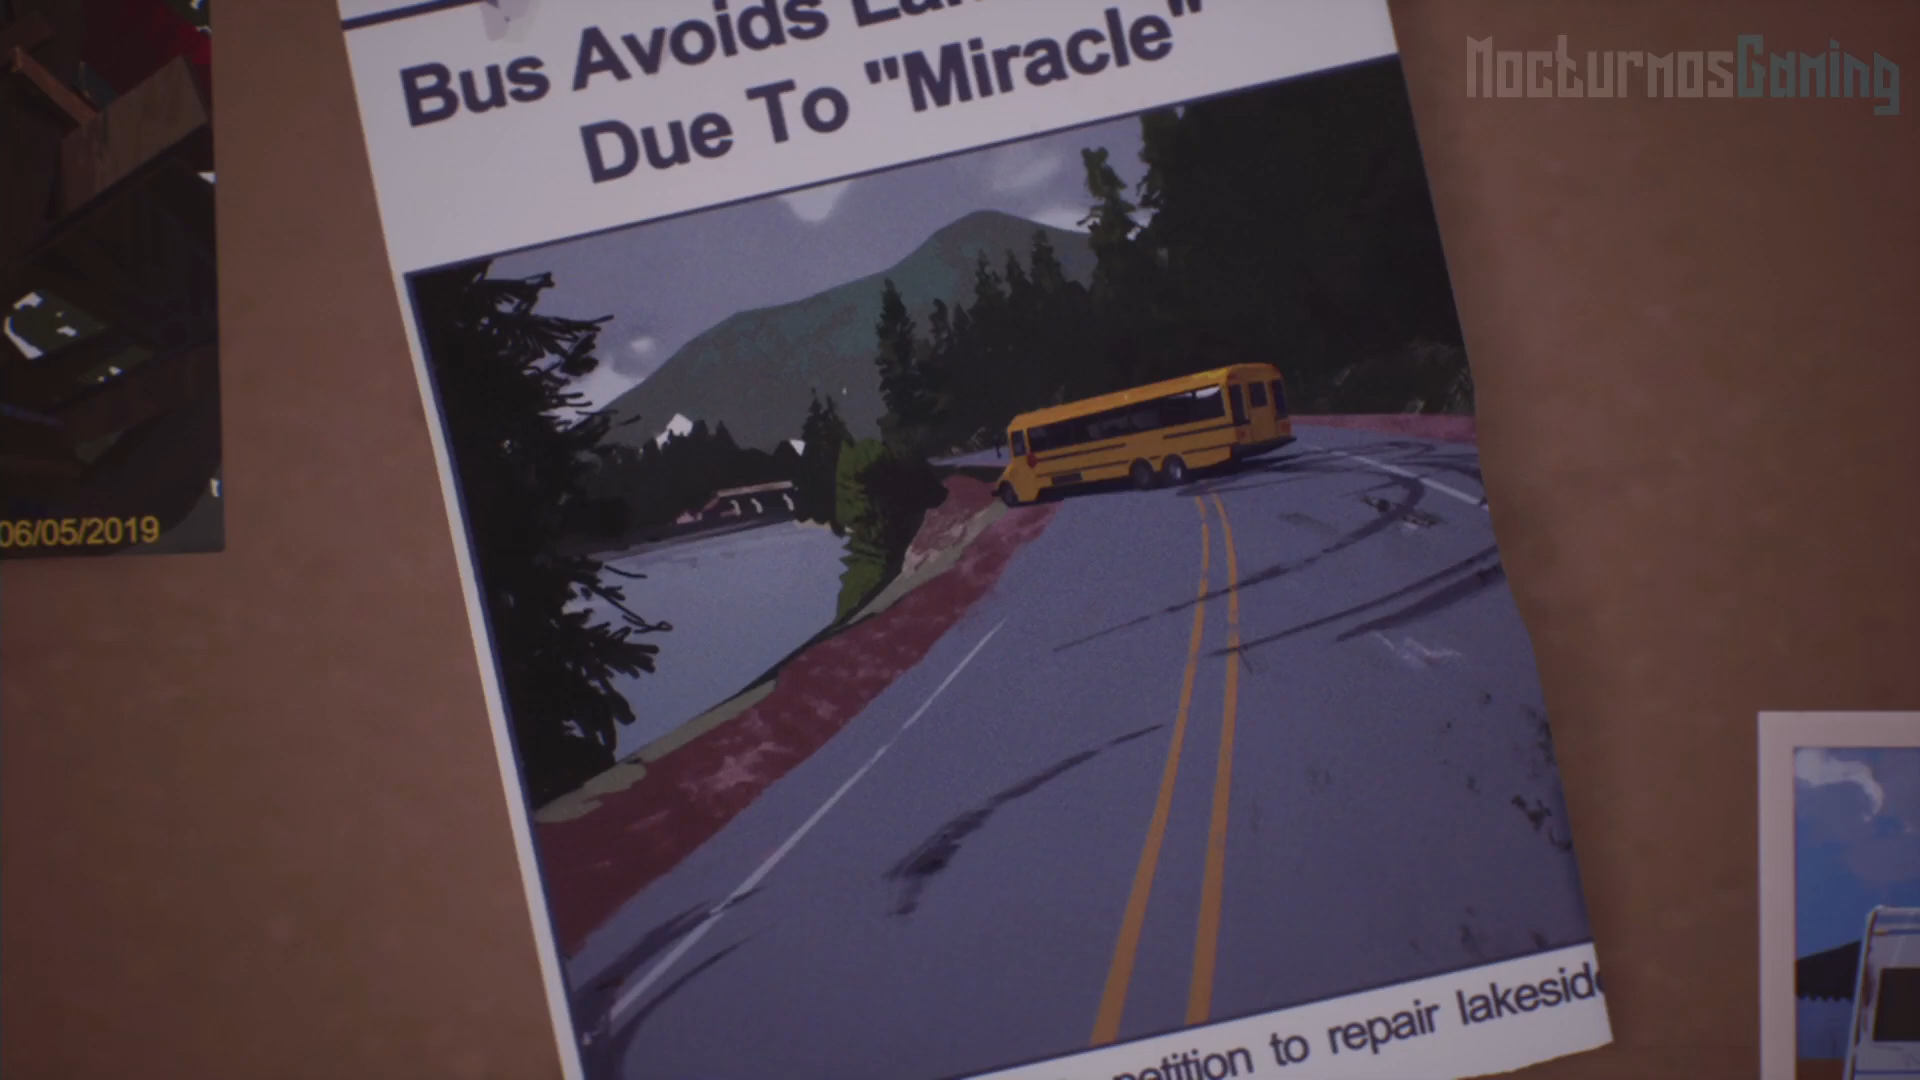 NocturnosGaming
Bus Avoids
Due To "Miracle"
06/05/2019
petition to repair lakeside